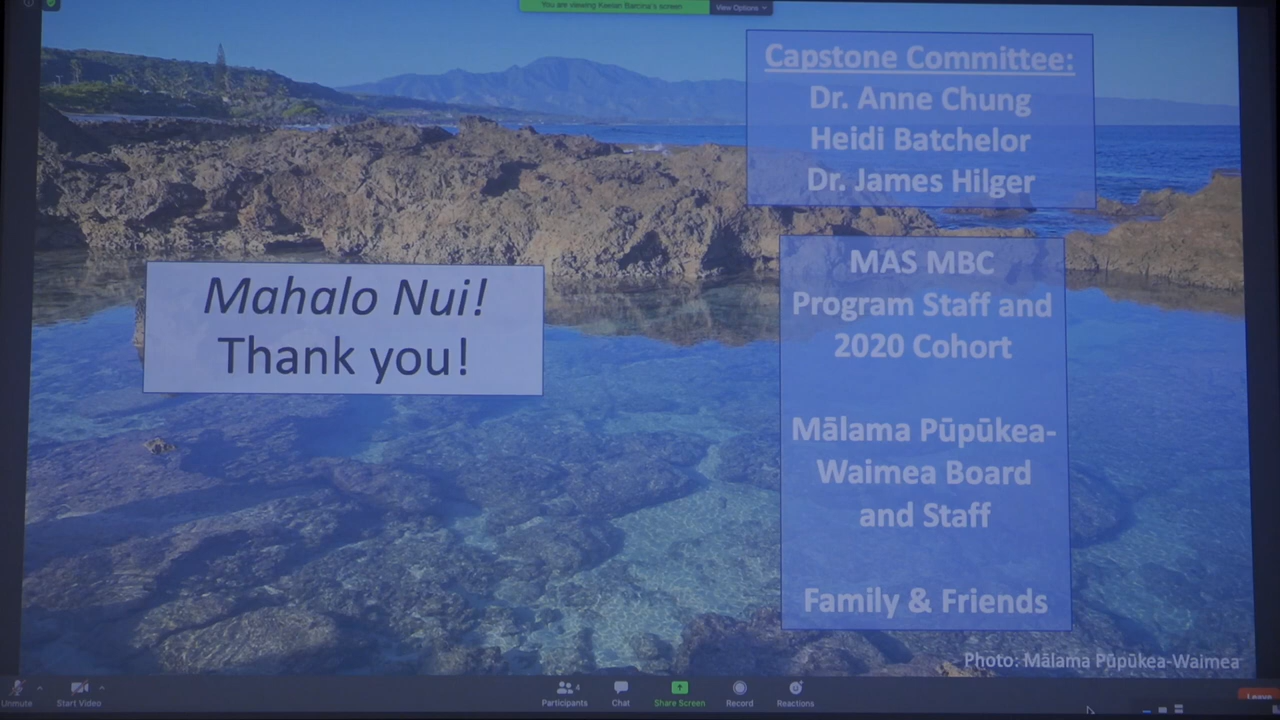 You are viewing Keelan Barcina's screen
View Options
Capstone Committee:
Dr. Anne Chung
Heidi Batchelor
Dr. James Hilger
Mahalo Nui!
Thank you!
MAS MBC
Program Staff and
2020 Cohort
Mālama Pūpūkea-
Waimea Board
and Staff
Family & Friends
Photo: Mālama Pūpūkea-Waimea
Unmute
Start Video
Participants
4
Chat
Share Screen
Record
Reactions
Leave